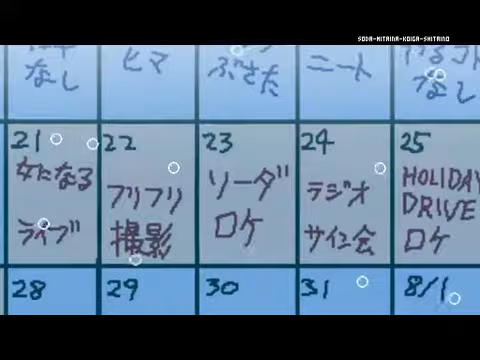 SODA-MITAINA-KOIGA-SHITAINO
なし
ヒマ
ぶさた
ニート
なし
21 22 23 24 25
女になる
ライブ
フリフリ
撮影
ソーダ
ロケ
ラジオ
サイン会
HOLIDAY
DRIVE
ロケ
28 29 30 31 8/1